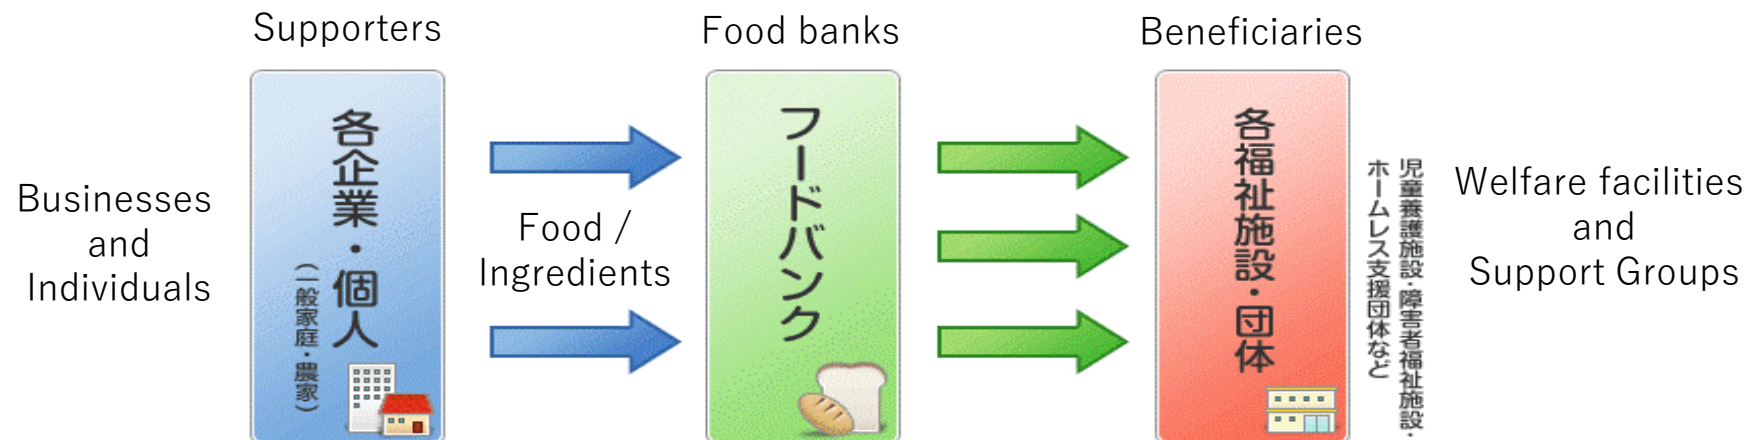 Supporters
Food banks
Beneficiaries
Businesses
and
Individuals
各企業・個人
（一般家庭・農家）
Food /
Ingredients
フードバンク
各福祉施設・団体
児童養護施設・障害者福祉施設・
ホームレス支援団体など
Welfare facilities
and
Support Groups